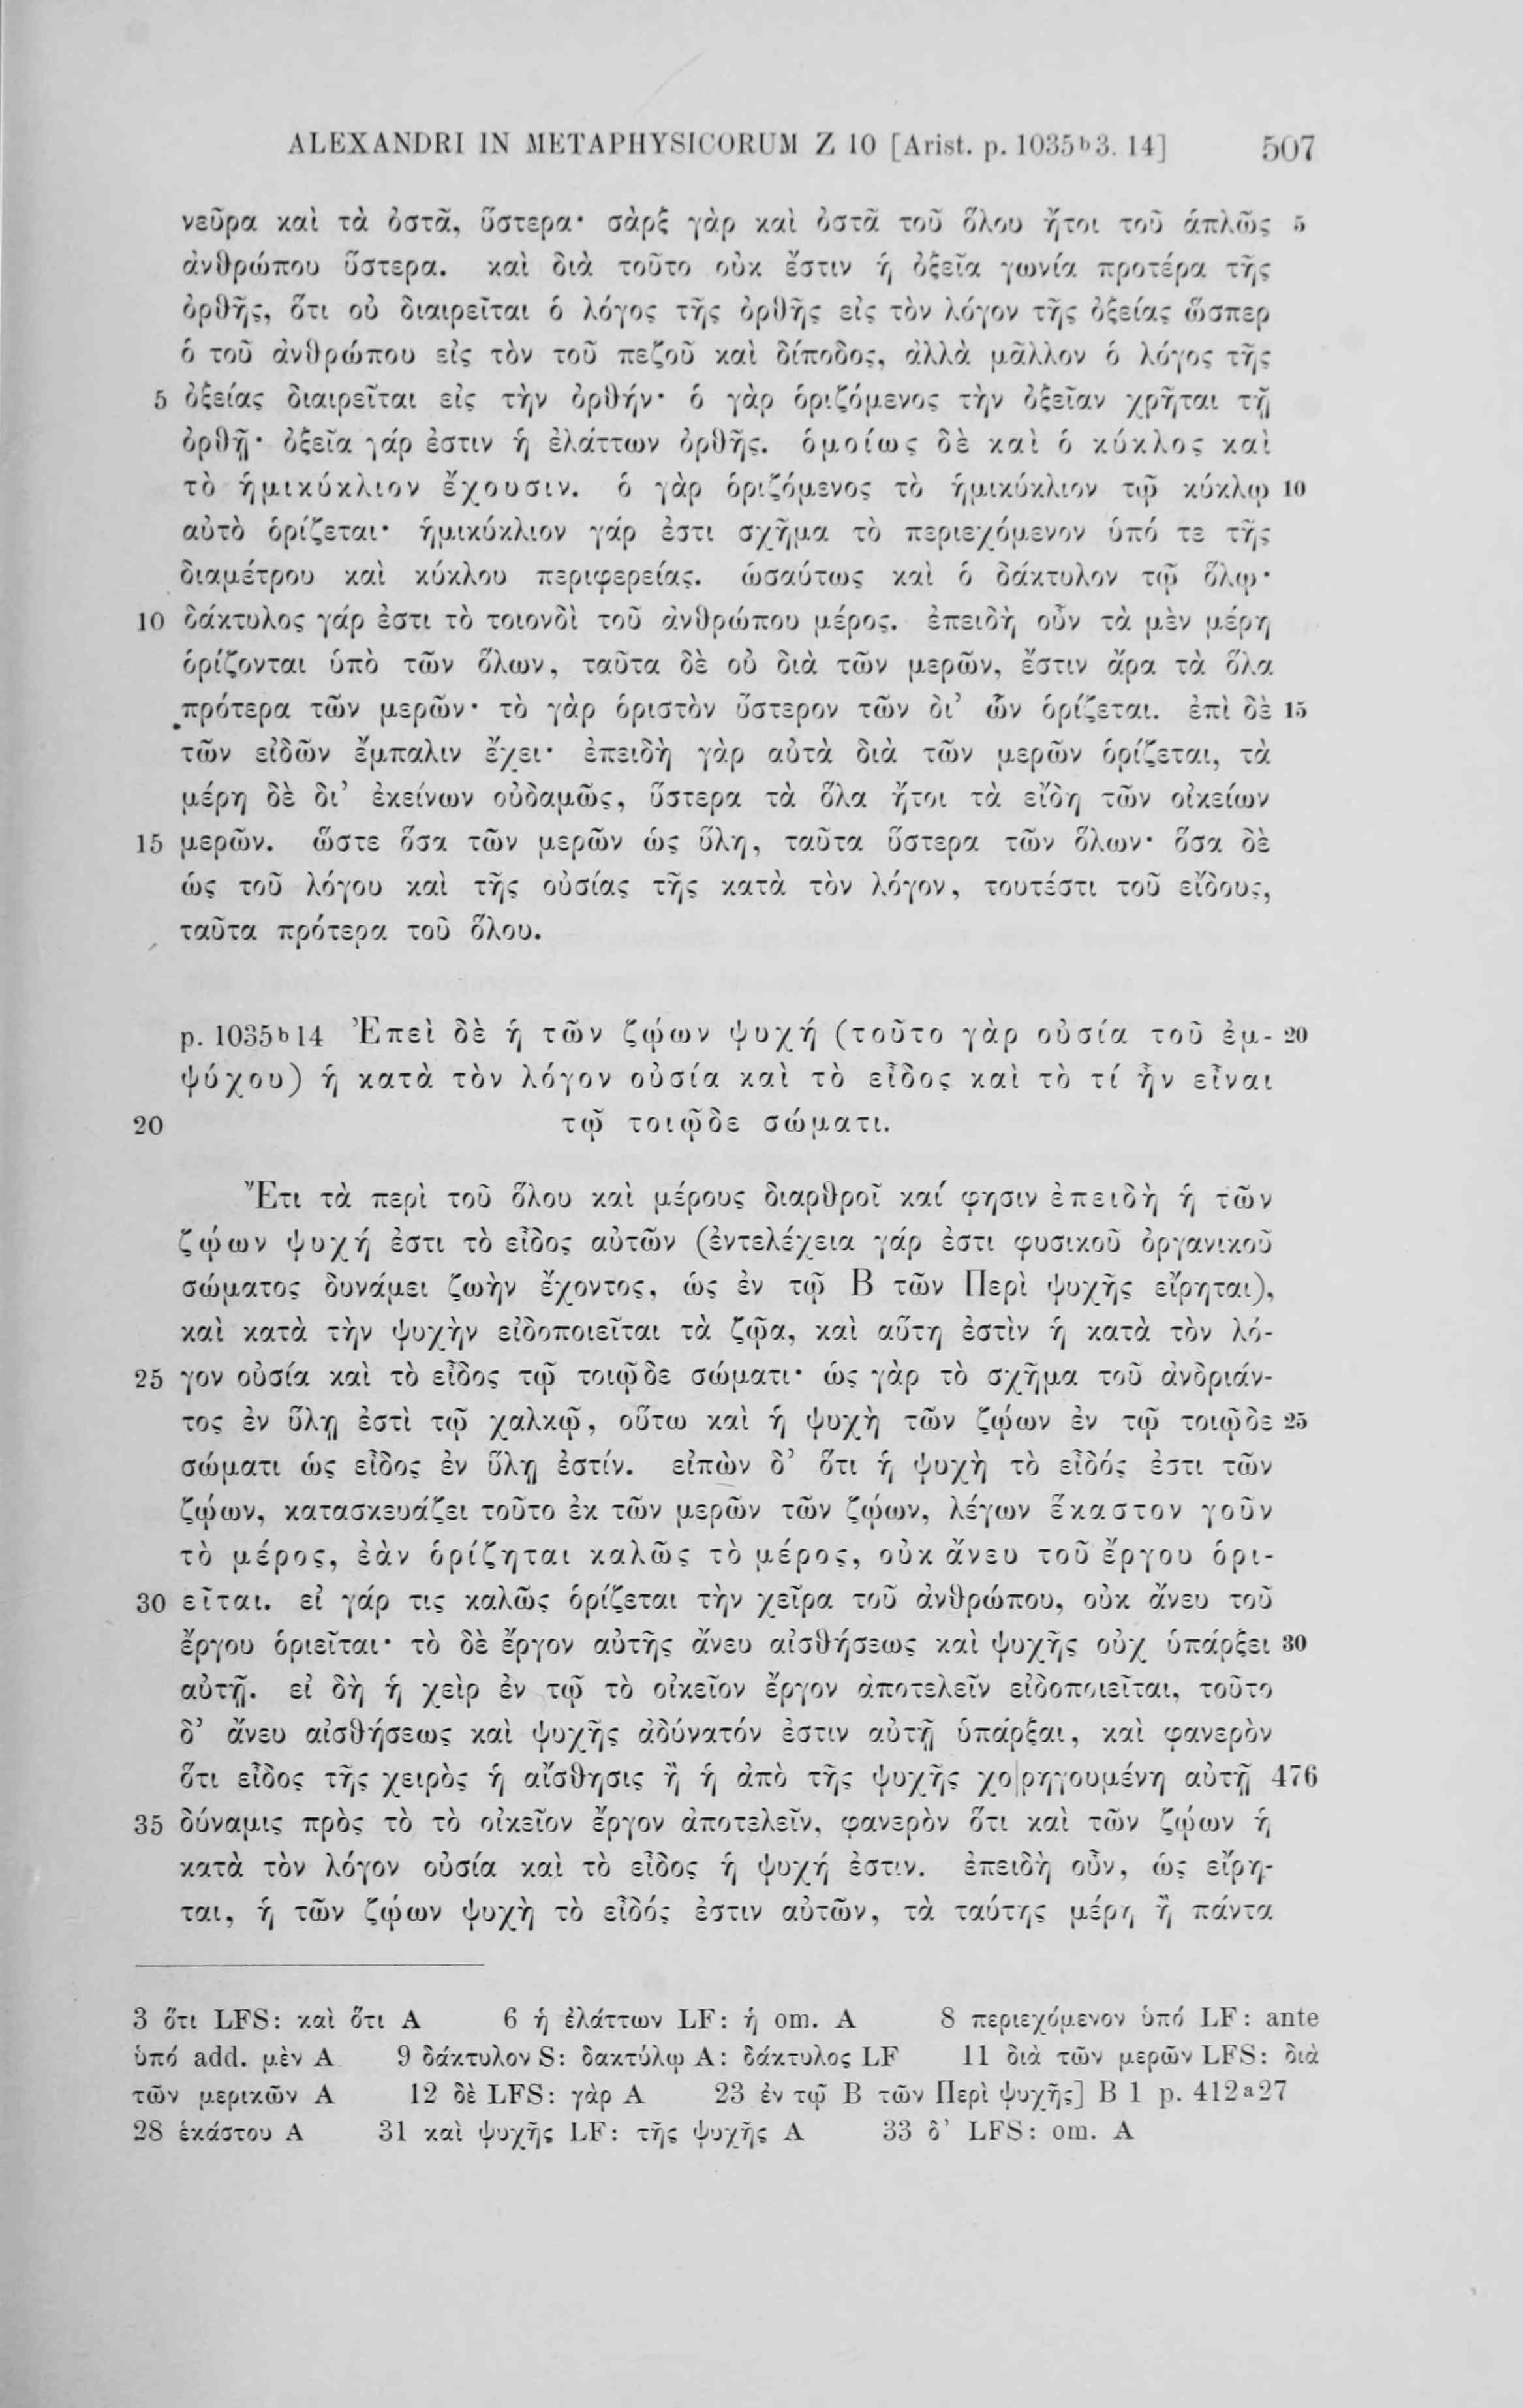 ALEXANDRI IN METAPHYSICORUM Z 10 [Arist. p. 1035b3. 14] 507
νεῦρα καὶ τὰ ὀστᾶ, ὕστερα· σὰρξ γὰρ καὶ ὀστᾶ τοῦ ὅλου ἤτοι τοῦ ἁπλῶς 5
ἀνθρώπου ὕστερα. καὶ διὰ τοῦτο οὐκ ἔστιν ἡ ὀξεῖα γωνία προτέρα τῆς
ὀρθῆς, ὅτι οὐ διαιρεῖται ὁ λόγος τῆς ὀρθῆς εἰς τὸν λόγον τῆς ὀξείας ὥσπερ
ὁ τοῦ ἀνθρώπου εἰς τὸν τοῦ πεζοῦ καὶ δίποδος, ἀλλὰ μᾶλλον ὁ λόγος τῆς
5 ὀξείας διαιρεῖται εἰς τὴν ὀρθήν· ὁ γὰρ ὁριζόμενος τὴν ὀξεῖαν χρῆται τῇ
ὀρθῇ· ὀξεῖα γάρ ἐστιν ἡ ἐλάττων ὀρθῆς. ὁμοίως δὲ καὶ ὁ κύκλος καὶ
τὸ ἡμικύκλιον ἔχουσιν. ὁ γὰρ ὁριζόμενος τὸ ἡμικύκλιον τῷ κύκλῳ 10
αὐτὸ ὁρίζεται· ἡμικύκλιον γάρ ἐστι σχῆμα τὸ περιεχόμενον ὑπό τε τῆς
διαμέτρου καὶ κύκλου περιφερείας. ὡσαύτως καὶ ὁ δάκτυλον τῷ ὅλῳ·
10 δάκτυλος γάρ ἐστι τὸ τοιονδὶ τοῦ ἀνθρώπου μέρος. ἐπειδὴ οὖν τὰ μὲν μέρη
ὁρίζονται ὑπὸ τῶν ὅλων, ταῦτα δὲ οὐ διὰ τῶν μερῶν, ἔστιν ἄρα τὰ ὅλα
πρότερα τῶν μερῶν· τὸ γὰρ ὁριστὸν ὕστερον τῶν δι’ ὧν ὁρίζεται. ἐπὶ δὲ 15
τῶν εἰδῶν ἔμπαλιν ἔχει· ἐπειδὴ γὰρ αὐτὰ διὰ τῶν μερῶν ὁρίζεται, τὰ
μέρη δὲ δι’ ἐκείνων οὐδαμῶς, ὕστερα τὰ ὅλα ἤτοι τὰ εἴδη τῶν οἰκείων
15 μερῶν. ὥστε ὅσα τῶν μερῶν ὡς ὕλη, ταῦτα ὕστερα τῶν ὅλων· ὅσα δὲ
ὡς τοῦ λόγου καὶ τῆς οὐσίας τῆς κατὰ τὸν λόγον, τουτέστι τοῦ εἴδους,
ταῦτα πρότερα τοῦ ὅλου.
p. 1035b14 Ἐπεὶ δὲ ἡ τῶν ζῴων ψυχή (τοῦτο γὰρ οὐσία τοῦ ἐμ- 20
ψύχου) ἡ κατὰ τὸν λόγον οὐσία καὶ τὸ εἶδος καὶ τὸ τί ἦν εἶναι
20 τῷ τοιῷδε σώματι.
Ἔτι τὰ περὶ τοῦ ὅλου καὶ μέρους διαρθροῖ καί φησιν ἐπειδὴ ἡ τῶν
ζῴων ψυχή ἐστι τὸ εἶδος αὐτῶν (ἐντελέχεια γάρ ἐστι φυσικοῦ ὀργανικοῦ
σώματος δυνάμει ζωὴν ἔχοντος, ὡς ἐν τῷ Β τῶν Περὶ ψυχῆς εἴρηται),
καὶ κατὰ τὴν ψυχὴν εἰδοποιεῖται τὰ ζῷα, καὶ αὕτη ἐστὶν ἡ κατὰ τὸν λό-
25 γον οὐσία καὶ τὸ εἶδος τῷ τοιῷδε σώματι· ὡς γὰρ τὸ σχῆμα τοῦ ἀνδριάν-
τος ἐν ὕλῃ ἐστὶ τῷ χαλκῷ, οὕτω καὶ ἡ ψυχὴ τῶν ζῴων ἐν τῷ τοιῷδε 25
σώματι ὡς εἶδος ἐν ὕλῃ ἐστίν. εἰπὼν δ’ ὅτι ἡ ψυχὴ τὸ εἶδός ἐστι τῶν
ζῴων, κατασκευάζει τοῦτο ἐκ τῶν μερῶν τῶν ζῴων, λέγων ἕκαστον γοῦν
τὸ μέρος, ἐὰν ὁρίζηται καλῶς τὸ μέρος, οὐκ ἄνευ τοῦ ἔργου ὁρι-
30 εῖται. εἰ γάρ τις καλῶς ὁρίζεται τὴν χεῖρα τοῦ ἀνθρώπου, οὐκ ἄνευ τοῦ
ἔργου ὁριεῖται· τὸ δὲ ἔργον αὐτῆς ἄνευ αἰσθήσεως καὶ ψυχῆς οὐχ ὑπάρξει 30
αὐτῇ. εἰ δὴ ἡ χεὶρ ἐν τῷ τὸ οἰκεῖον ἔργον ἀποτελεῖν εἰδοποιεῖται, τοῦτο
δ’ ἄνευ αἰσθήσεως καὶ ψυχῆς ἀδύνατόν ἐστιν αὐτῇ ὑπάρξαι, καὶ φανερὸν
ὅτι εἶδος τῆς χειρὸς ἡ αἴσθησις ἢ ἡ ἀπὸ τῆς ψυχῆς χο|ρηγουμένη αὐτῇ 476
35 δύναμις πρὸς τὸ τὸ οἰκεῖον ἔργον ἀποτελεῖν, φανερὸν ὅτι καὶ τῶν ζῴων ἡ
κατὰ τὸν λόγον οὐσία καὶ τὸ εἶδος ἡ ψυχή ἐστιν. ἐπειδὴ οὖν, ὡς εἴρη-
ται, ἡ τῶν ζῴων ψυχὴ τὸ εἶδός ἐστιν αὐτῶν, τὰ ταύτης μέρη ἢ πάντα
3 ὅτι LFS: καὶ ὅτι A 6 ἡ ἐλάττων LF: ἡ om. A 8 περιεχόμενον ὑπό LF: ante
ὑπό add. μὲν A 9 δάκτυλον S: δακτύλῳ A: δάκτυλος LF 11 διὰ τῶν μερῶν LFS: διὰ
τῶν μερικῶν A 12 δὲ LFS: γὰρ A 23 ἐν τῷ Β τῶν Περὶ ψυχῆς] B 1 p. 412a27
28 ἑκάστου A 31 καὶ ψυχῆς LF: τῆς ψυχῆς A 33 δ’ LFS: om. A